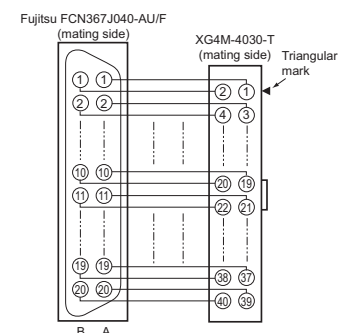 Fujitsu FCN367J040-AU/F
(mating side)
XG4M-4030-T
(mating side)
Triangular
mark
1 1
2 1
2 2
4 3
10 10
20 19
11 11
22 21
19 19
38 37
20 20
40 39
B A